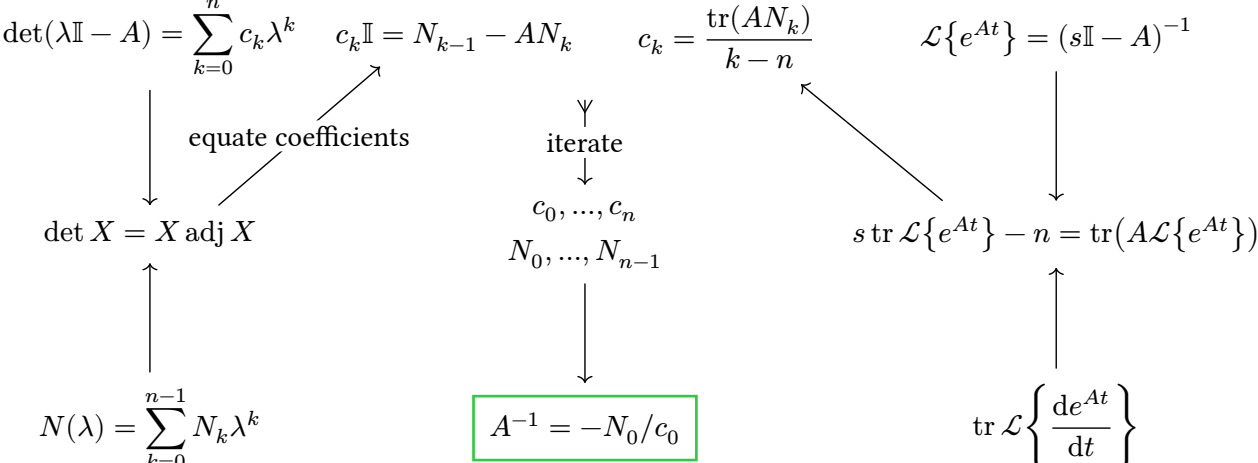 det(λ𝕀 − A) = ∑_{k=0}^{n} c_k λ^k
c_k 𝕀 = N_{k−1} − AN_k
c_k = tr(AN_k) / (k − n)
ℒ{e^{At}} = (s𝕀 − A)^{−1}
equate coefficients
iterate
det X = X adj X
c_0, ..., c_n
N_0, ..., N_{n−1}
s tr ℒ{e^{At}} − n = tr(Aℒ{e^{At}})
N(λ) = ∑_{k=0}^{n−1} N_k λ^k
A^{−1} = −N_0/c_0
tr ℒ{de^{At}/dt}